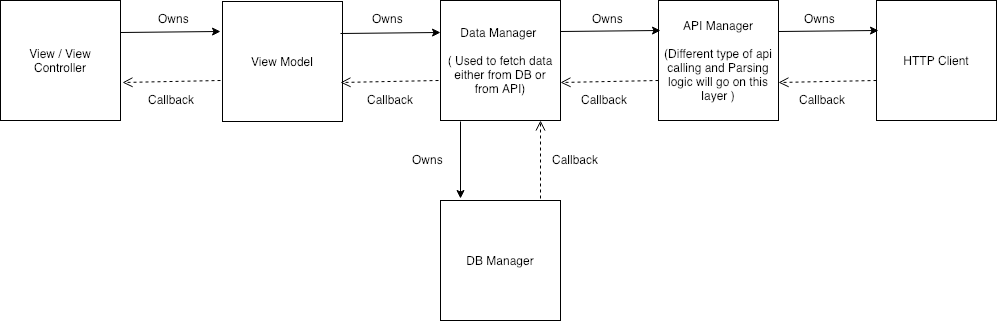 Owns
Owns
Owns
Owns
View / View
Controller
View Model
Data Manager
( Used to fetch data
either from DB or
from API)
API Manager
(Different type of api
calling and Parsing
logic will go on this
layer )
HTTP Client
Callback
Callback
Callback
Callback
Owns
Callback
DB Manager